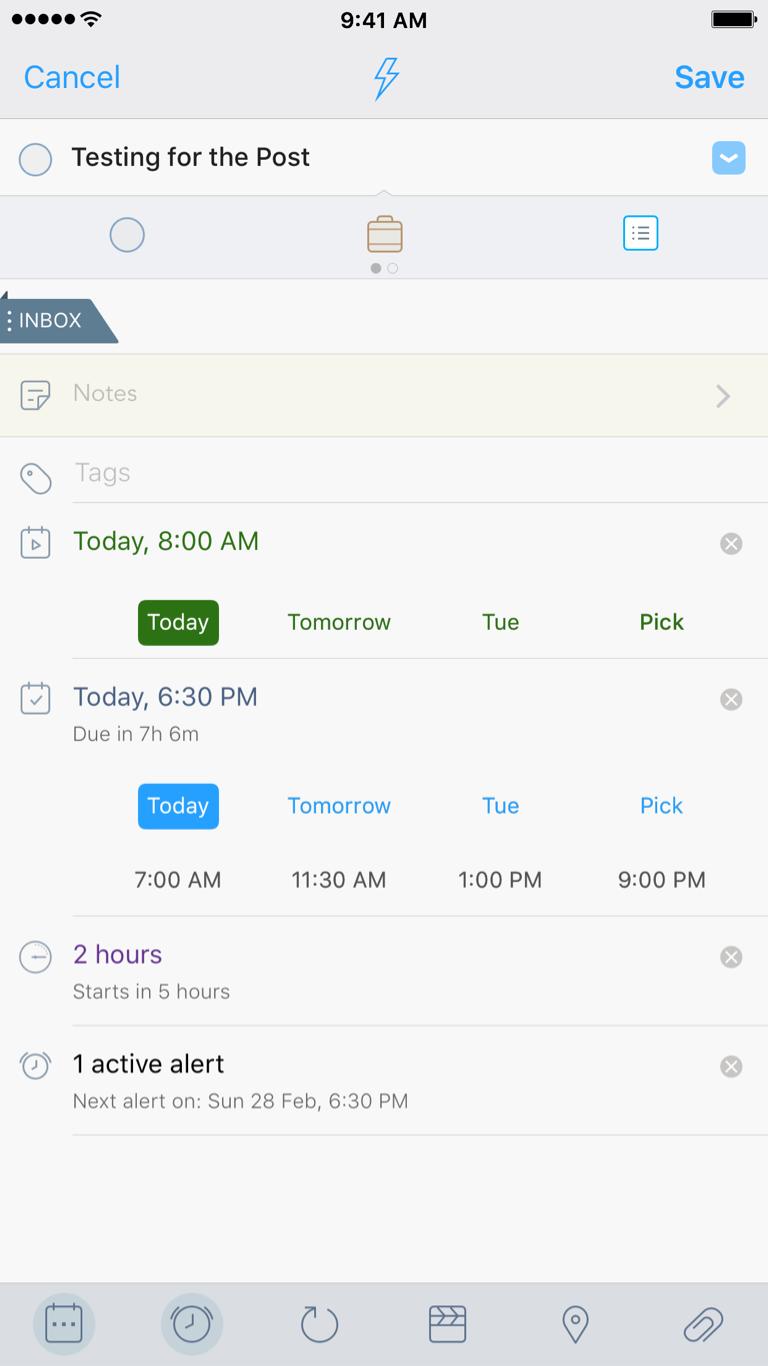 9:41 AM
Cancel Save
Testing for the Post
INBOX
Notes
Tags
Today, 8:00 AM
Today Tomorrow Tue Pick
Today, 6:30 PM
Due in 7h 6m
Today Tomorrow Tue Pick
7:00 AM 11:30 AM 1:00 PM 9:00 PM
2 hours
Starts in 5 hours
1 active alert
Next alert on: Sun 28 Feb, 6:30 PM